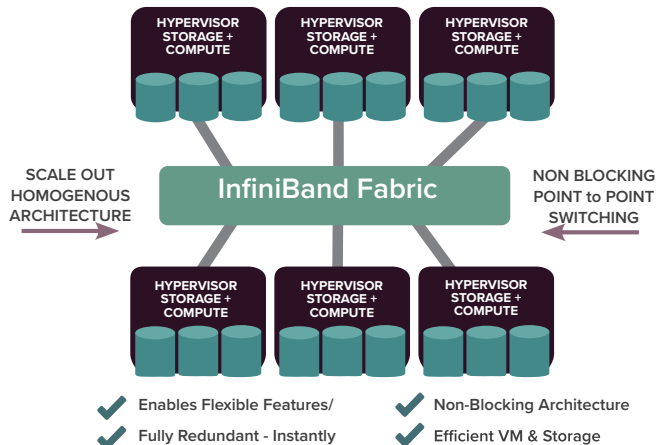 HYPERVISOR
STORAGE +
COMPUTE
HYPERVISOR
STORAGE +
COMPUTE
HYPERVISOR
STORAGE +
COMPUTE
SCALE OUT
HOMOGENOUS
ARCHITECTURE
InfiniBand Fabric
NON BLOCKING
POINT to POINT
SWITCHING
HYPERVISOR
STORAGE +
COMPUTE
HYPERVISOR
STORAGE +
COMPUTE
HYPERVISOR
STORAGE +
COMPUTE
Enables Flexible Features/
Non-Blocking Architecture
Fully Redundant - Instantly
Efficient VM & Storage